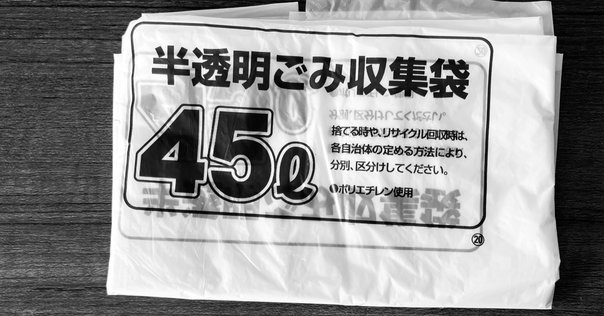 半透明ごみ収集袋
45ℓ
捨てる時や、リサイクル回収時は、
各自治体の定める方法により、
分別、区分けしてください。
●ポリエチレン使用
⑳